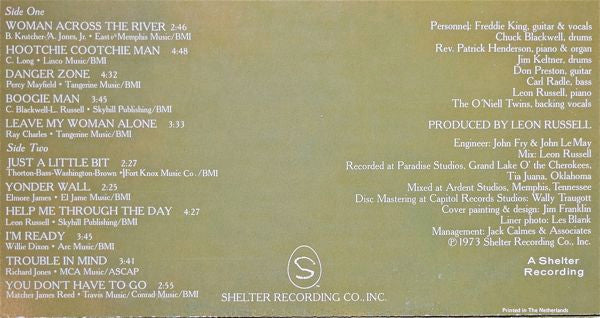 Side One
WOMAN ACROSS THE RIVER 2:46
B. Krutcher-/A. Jones, Jr. • East o Memphis Music/BMI
HOOTCHIE COOTCHIE MAN • 4:48
C. Long • Linco Music/BMI
DANGER ZONE • 4:32
Percy Mayfield • Tangerine Music/BMI
BOOGIE MAN • 3:45
C. Blackwell-L. Russell • Skyhill Publishing/BMI
LEAVE MY WOMAN ALONE • 3:33
Ray Charles • Tangerine Music/BMI
Side Two
JUST A LITTLE BIT • 2:27
Thorton-Bass-Washington-Brown • Fort Knox Music Co./BMI
YONDER WALL • 2:25
Elmore James • El Jame Music/BMI
HELP ME THROUGH THE DAY • 4:27
Leon Russell • Skyhill Publishing/BMI
I'M READY • 3:45
Willie Dixon • Arc Music/BMI
TROUBLE IN MIND • 3:41
Richard Jones • MCA Music/ASCAP
YOU DON'T HAVE TO GO • 2:55
Matcher James Reed • Travis Music/Conrad Music/BMI
Personnel: Freddie King, guitar & vocals
Chuck Blackwell, drums
Rev. Patrick Henderson, piano & organ
Jim Keltner, drums
Don Preston, guitar
Carl Radle, bass
Leon Russell, piano
The O'Niell Twins, backing vocals
PRODUCED BY LEON RUSSELL
Engineer: John Fry & John LeMay
Mix: Leon Russell
Recorded at Paradise Studios, Grand Lake O' the Cherokees,
Tia Juana, Oklahoma
Mixed at Ardent Studios, Memphis, Tennessee
Disc Mastering at Capitol Records Studios: Wally Traugott
Cover painting & design: Jim Franklin
Liner photo: Les Blank
Management: Jack Calmes & Associates
℗ 1973 Shelter Recording Co., Inc.
A Shelter
Recording
S
SHELTER RECORDING CO., INC.
Printed in The Netherlands